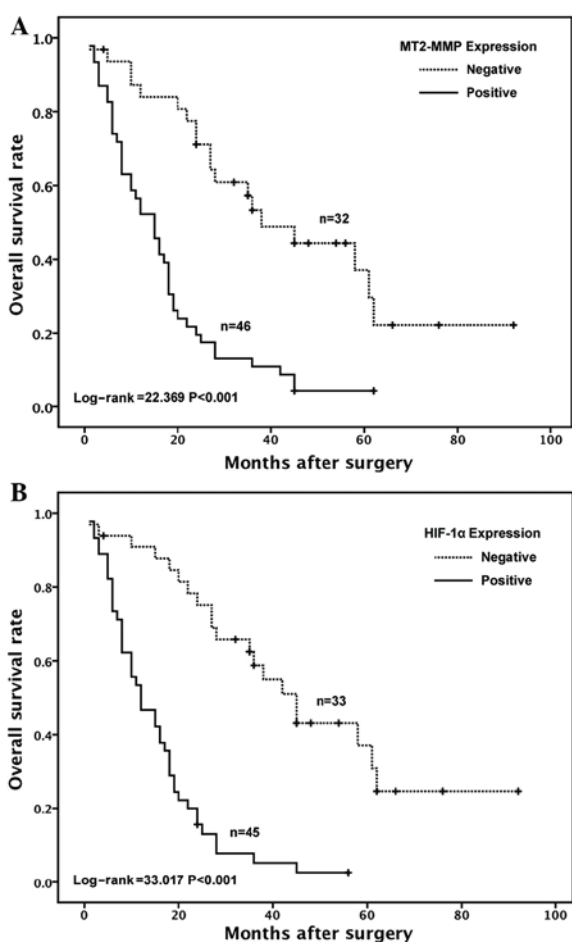 A
MT2-MMP Expression
Negative
Positive
Overall survival rate
1.0
0.8
0.6
0.4
0.2
0.0
n=32
n=46
Log-rank=22.369 P<0.001
0 20 40 60 80 100
Months after surgery
B
HIF-1α Expression
Negative
Positive
Overall survival rate
1.0
0.8
0.6
0.4
0.2
0.0
n=33
n=45
Log-rank=33.017 P<0.001
0 20 40 60 80 100
Months after surgery